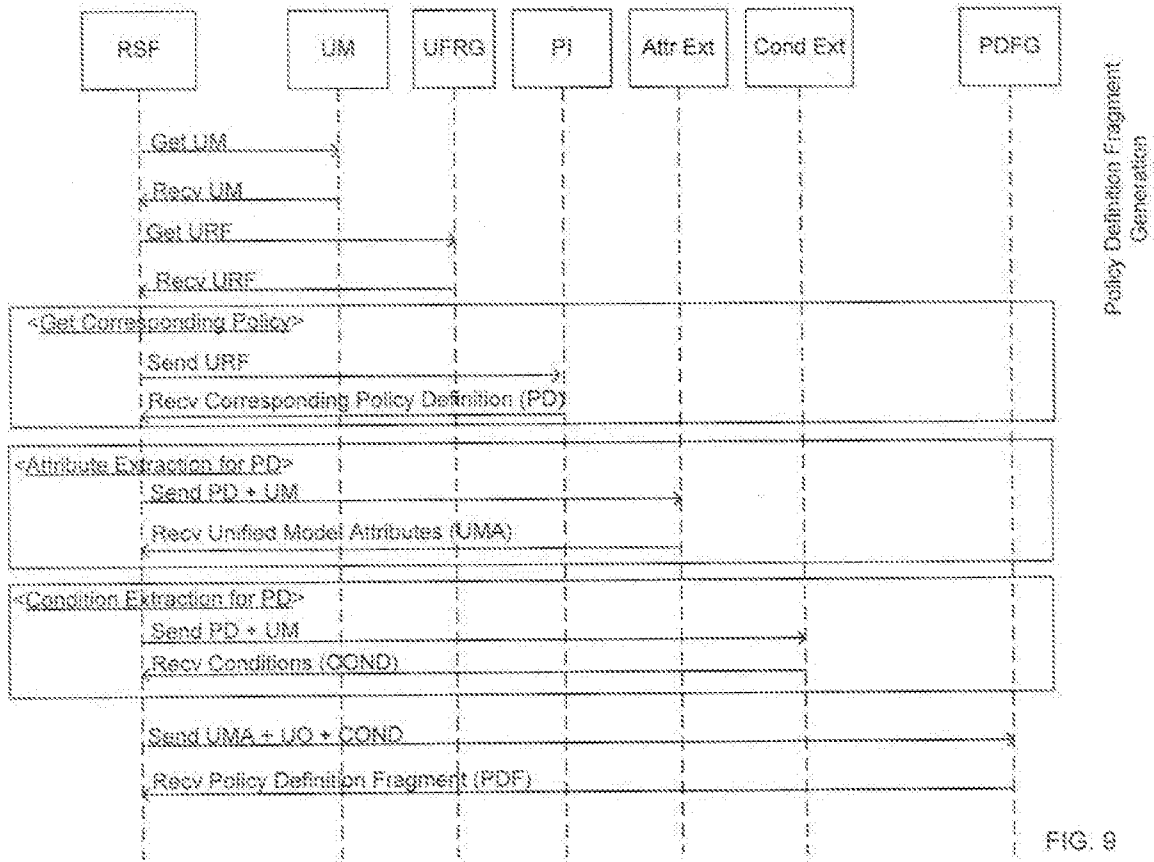 RSF
UM
UFRG
PI
Attr Ext
Cond Ext
PDFG
Policy Definition Fragment
Generation
Get UM
Recv UM
Get URF
Recv URF
<Get Corresponding Policy>
Send URF
Recv Corresponding Policy Definition (PD)
<Attribute Extraction for PD>
Send PD + UM
Recv Unified Model Attributes (UMA)
<Condition Extraction for PD>
Send PD + UM
Recv Conditions (COND)
Send UMA + UO + COND
Recv Policy Definition Fragment (PDF)
FIG. 9